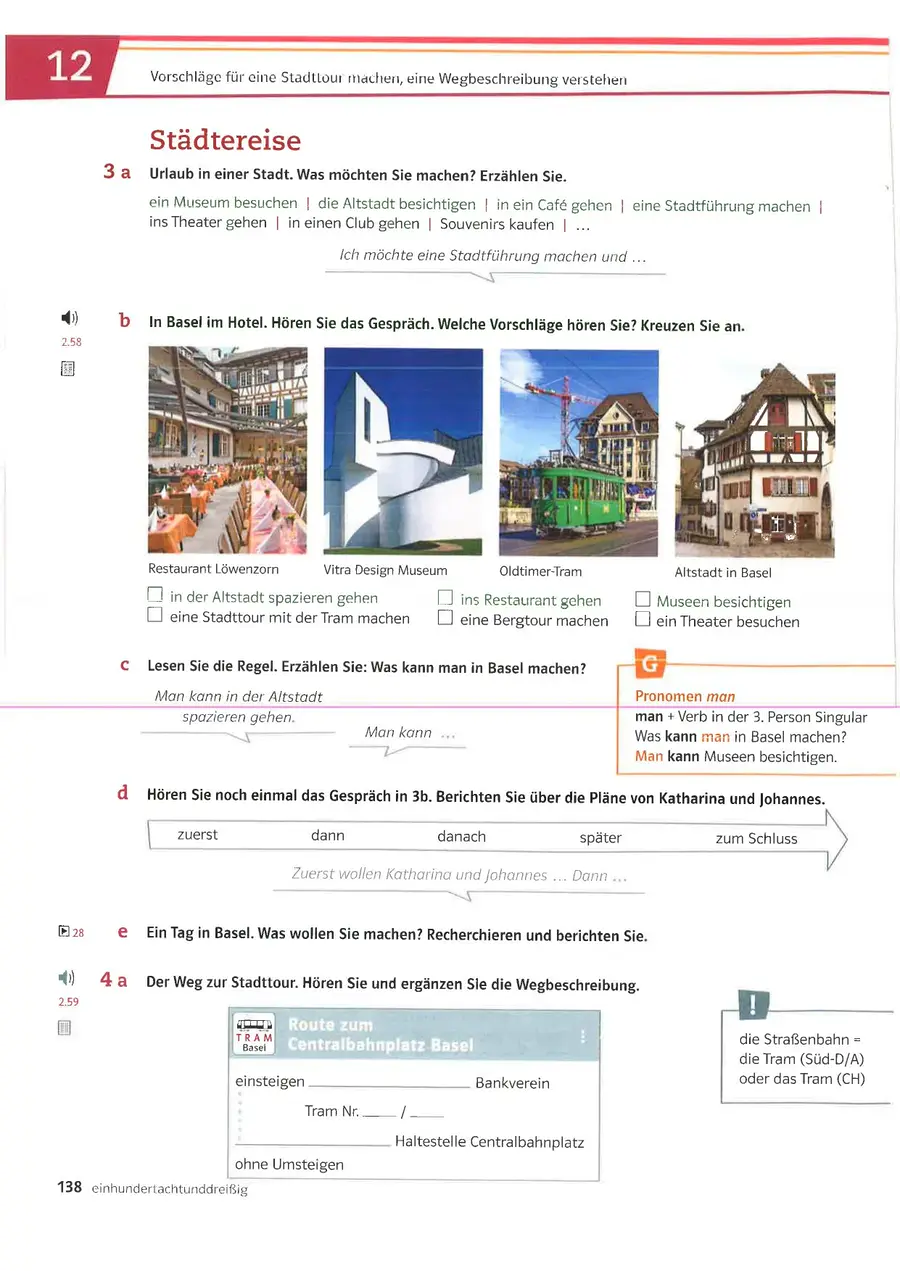 12
Vorschläge für eine Stadttour machen, eine Wegbeschreibung verstehen
Städtereise
3 a Urlaub in einer Stadt. Was möchten Sie machen? Erzählen Sie.
ein Museum besuchen | die Altstadt besichtigen | in ein Café gehen | eine Stadtführung machen |
ins Theater gehen | in einen Club gehen | Souvenirs kaufen | ...
Ich möchte eine Stadtführung machen und ...
2.58
b In Basel im Hotel. Hören Sie das Gespräch. Welche Vorschläge hören Sie? Kreuzen Sie an.
Restaurant Löwenzorn Vitra Design Museum Oldtimer-Tram Altstadt in Basel
in der Altstadt spazieren gehen ins Restaurant gehen Museen besichtigen
eine Stadttour mit der Tram machen eine Bergtour machen ein Theater besuchen
c Lesen Sie die Regel. Erzählen Sie: Was kann man in Basel machen?
Man kann in der Altstadt
spazieren gehen.
Man kann ...
G
Pronomen man
man + Verb in der 3. Person Singular
Was kann man in Basel machen?
Man kann Museen besichtigen.
d Hören Sie noch einmal das Gespräch in 3b. Berichten Sie über die Pläne von Katharina und Johannes.
zuerst dann danach später zum Schluss
Zuerst wollen Katharina und Johannes ... Dann ...
28 e Ein Tag in Basel. Was wollen Sie machen? Recherchieren und berichten Sie.
4 a Der Weg zur Stadttour. Hören Sie und ergänzen Sie die Wegbeschreibung.
2.59
TRAM
Basel
Route zum
Centralbahnplatz Basel
einsteigen ____ Bankverein
Tram Nr. ____ / ____
____ Haltestelle Centralbahnplatz
ohne Umsteigen
!
die Straßenbahn =
die Tram (Süd-D/A)
oder das Tram (CH)
138 einhundertachtunddreißig